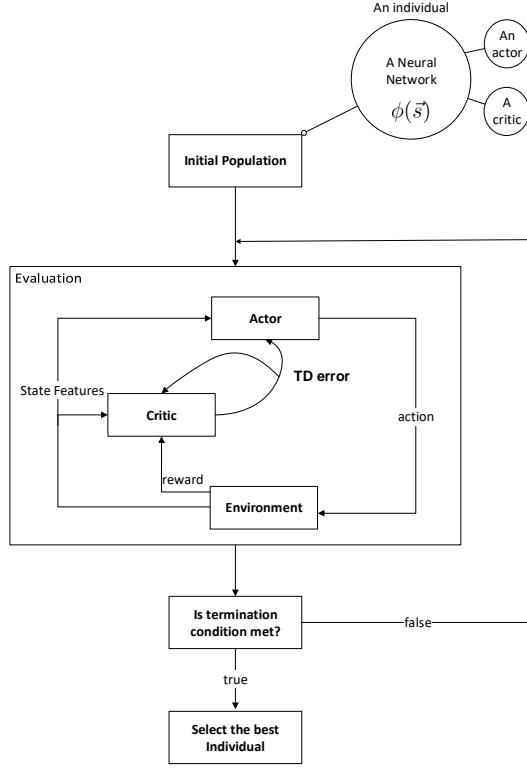 An individual
An
actor
A Neural
Network
ϕ(s⃗)
A
critic
Initial Population
Evaluation
Actor
TD error
State Features
Critic
action
reward
Environment
Is termination
condition met?
false
true
Select the best
Individual